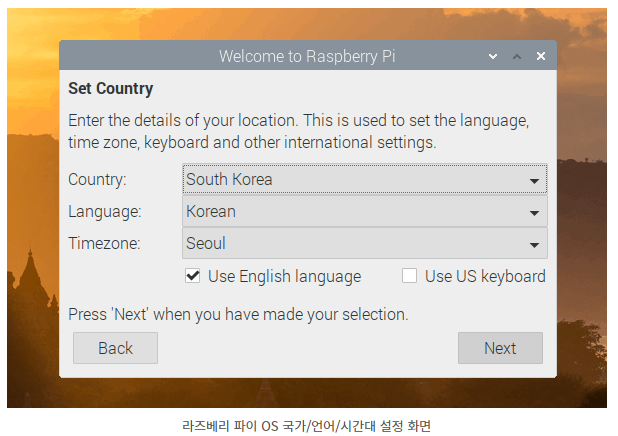 Welcome to Raspberry Pi
Set Country
Enter the details of your location. This is used to set the language,
time zone, keyboard and other international settings.
Country: South Korea
Language: Korean
Timezone: Seoul
Use English language Use US keyboard
Press 'Next' when you have made your selection.
Back Next
라즈베리 파이 OS 국가/언어/시간대 설정 화면